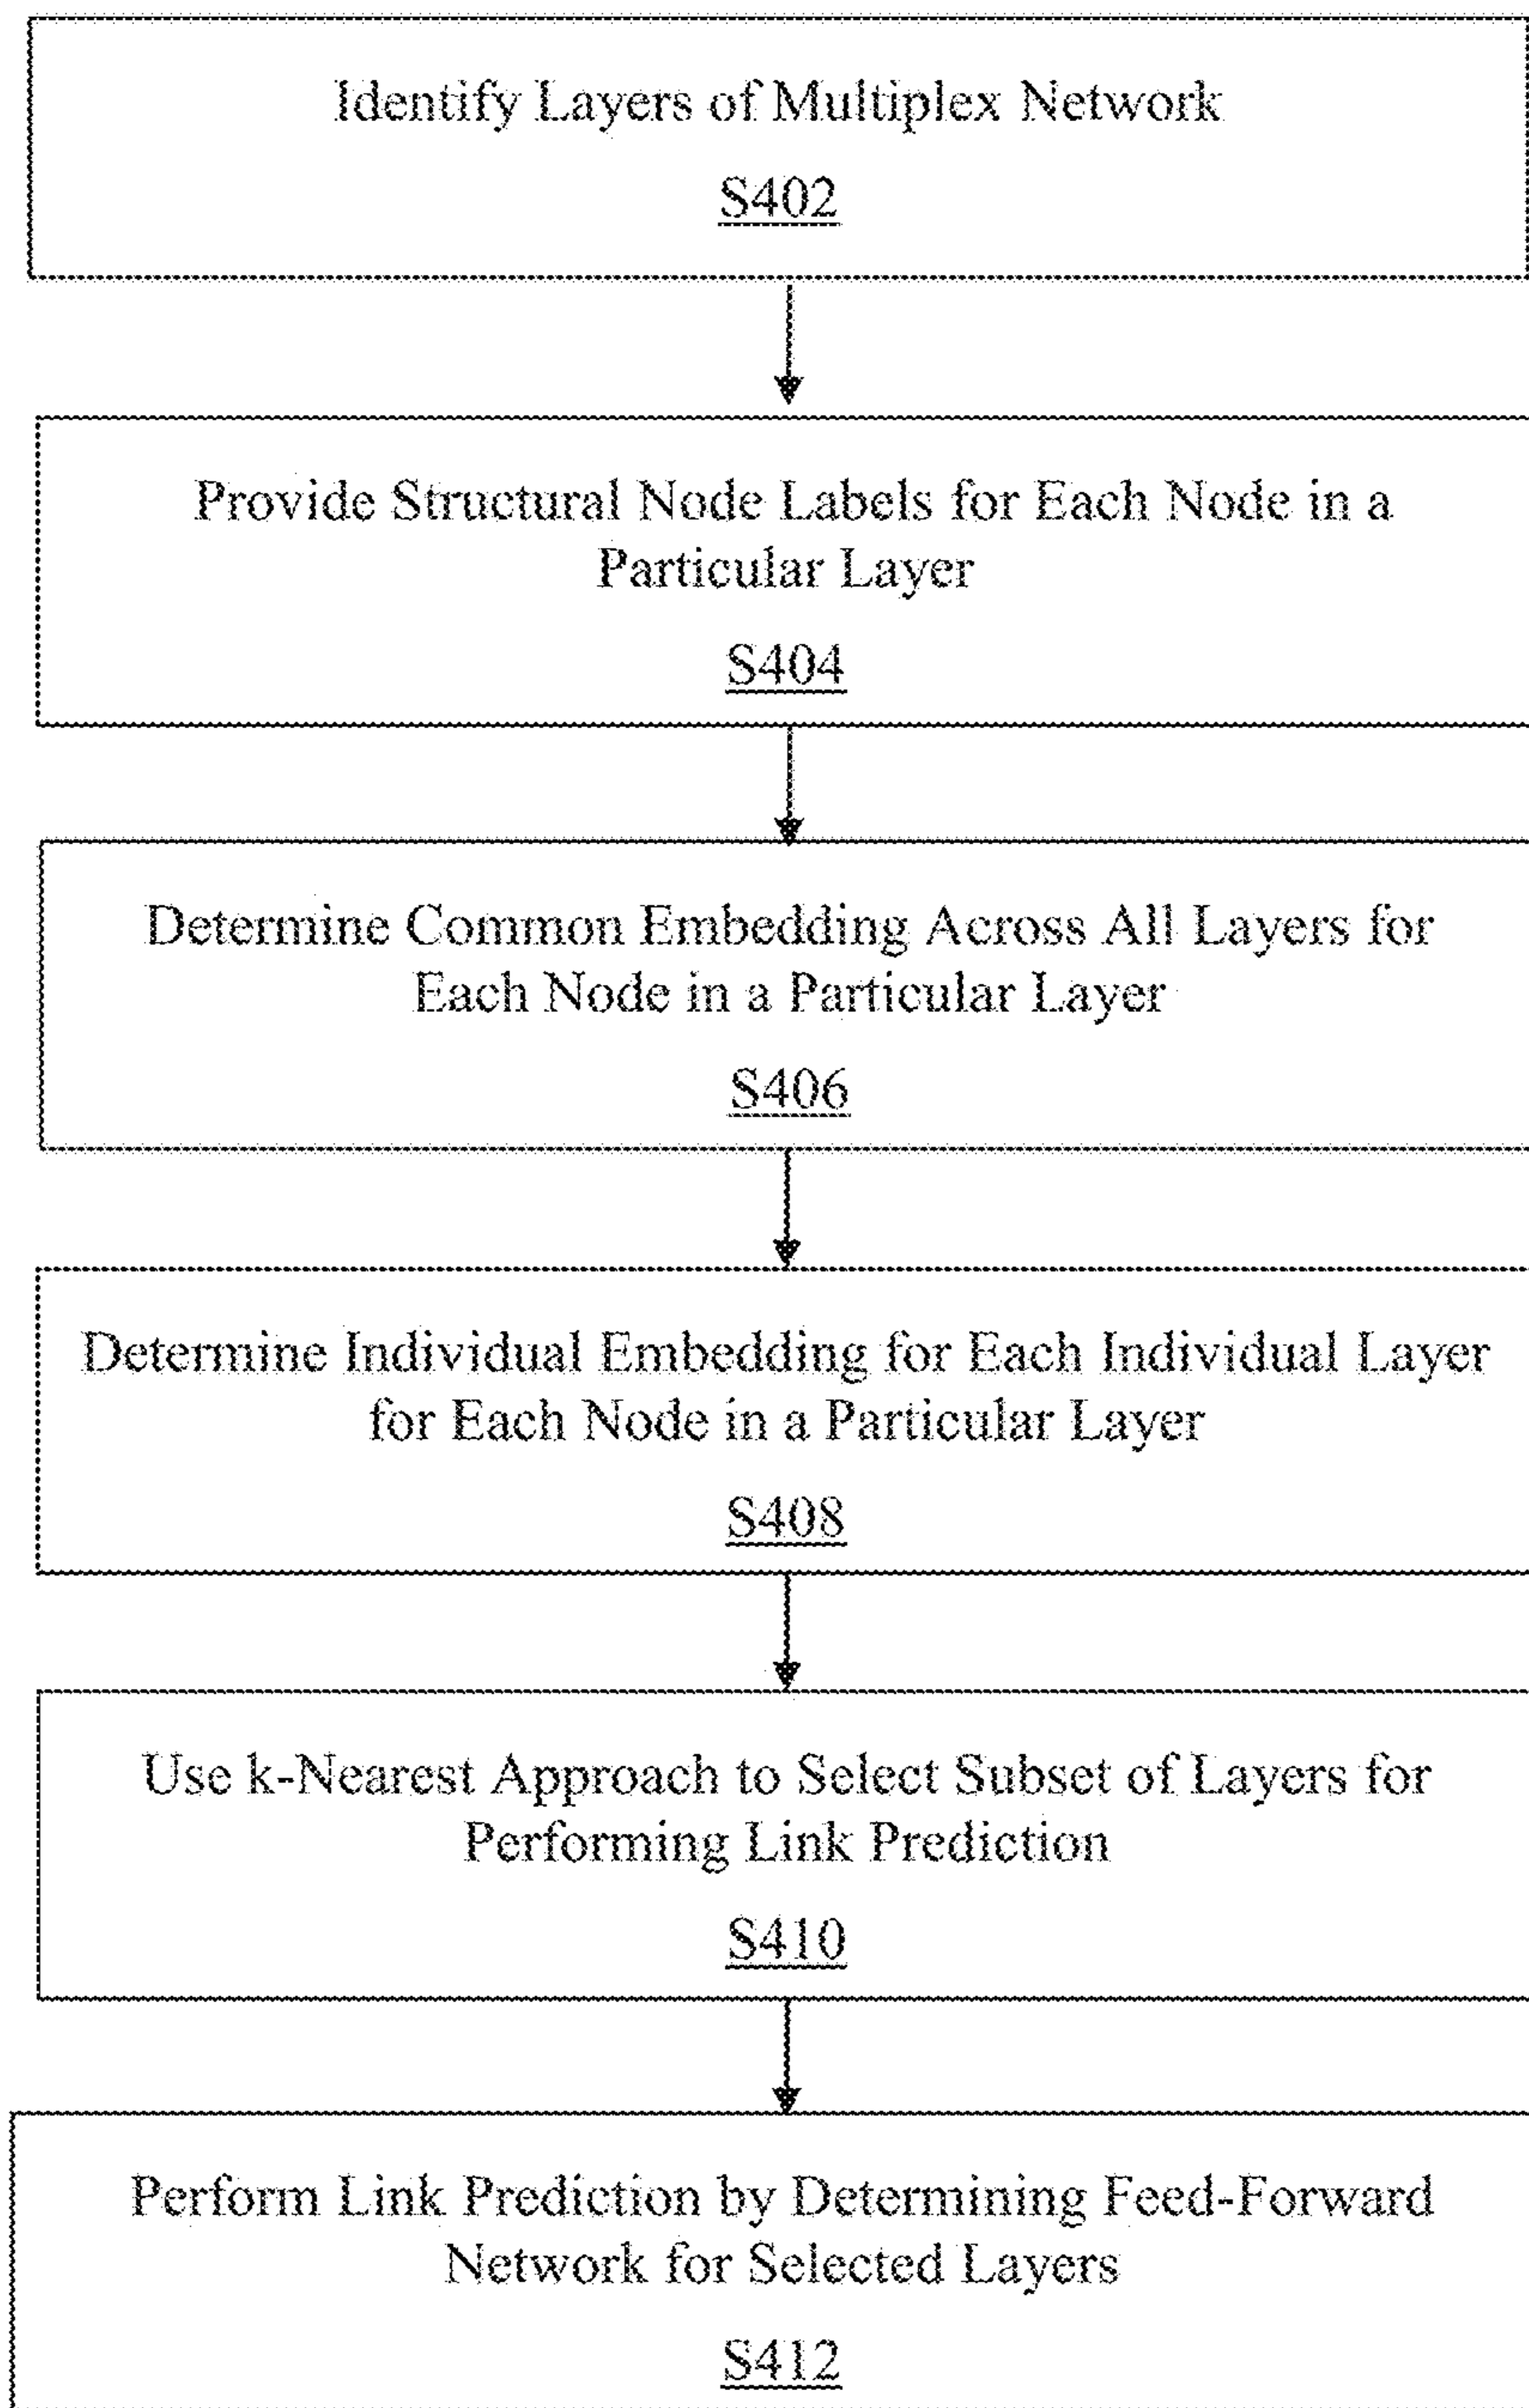 Identify Layers of Multiplex Network
S402
Provide Structural Node Labels for Each Node in a
Particular Layer
S404
Determine Common Embedding Across All Layers for
Each Node in a Particular Layer
S406
Determine Individual Embedding for Each Individual Layer
for Each Node in a Particular Layer
S408
Use k-Nearest Approach to Select Subset of Layers for
Performing Link Prediction
S410
Perform Link Prediction by Determining Feed-Forward
Network for Selected Layers
S412